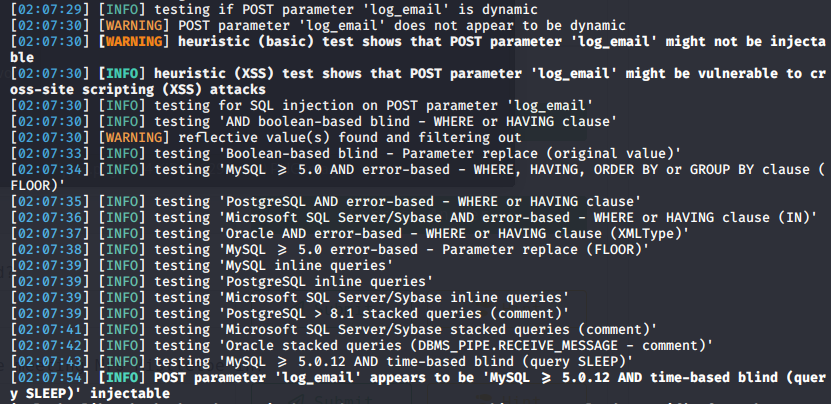 [02:07:29] [INFO] testing if POST parameter 'log_email' is dynamic
[02:07:30] [WARNING] POST parameter 'log_email' does not appear to be dynamic
[02:07:30] [WARNING] heuristic (basic) test shows that POST parameter 'log_email' might not be injecta
ble
[02:07:30] [INFO] heuristic (XSS) test shows that POST parameter 'log_email' might be vulnerable to cr
oss-site scripting (XSS) attacks
[02:07:30] [INFO] testing for SQL injection on POST parameter 'log_email'
[02:07:30] [INFO] testing 'AND boolean-based blind - WHERE or HAVING clause'
[02:07:30] [WARNING] reflective value(s) found and filtering out
[02:07:33] [INFO] testing 'Boolean-based blind - Parameter replace (original value)'
[02:07:34] [INFO] testing 'MySQL ≥ 5.0 AND error-based - WHERE, HAVING, ORDER BY or GROUP BY clause (
FLOOR)'
[02:07:35] [INFO] testing 'PostgreSQL AND error-based - WHERE or HAVING clause'
[02:07:36] [INFO] testing 'Microsoft SQL Server/Sybase AND error-based - WHERE or HAVING clause (IN)'
[02:07:37] [INFO] testing 'Oracle AND error-based - WHERE or HAVING clause (XMLType)'
[02:07:38] [INFO] testing 'MySQL ≥ 5.0 error-based - Parameter replace (FLOOR)'
[02:07:39] [INFO] testing 'MySQL inline queries'
[02:07:39] [INFO] testing 'PostgreSQL inline queries'
[02:07:39] [INFO] testing 'Microsoft SQL Server/Sybase inline queries'
[02:07:39] [INFO] testing 'PostgreSQL > 8.1 stacked queries (comment)'
[02:07:41] [INFO] testing 'Microsoft SQL Server/Sybase stacked queries (comment)'
[02:07:42] [INFO] testing 'Oracle stacked queries (DBMS_PIPE.RECEIVE_MESSAGE - comment)'
[02:07:43] [INFO] testing 'MySQL ≥ 5.0.12 AND time-based blind (query SLEEP)'
[02:07:54] [INFO] POST parameter 'log_email' appears to be 'MySQL ≥ 5.0.12 AND time-based blind (quer
y SLEEP)' injectable